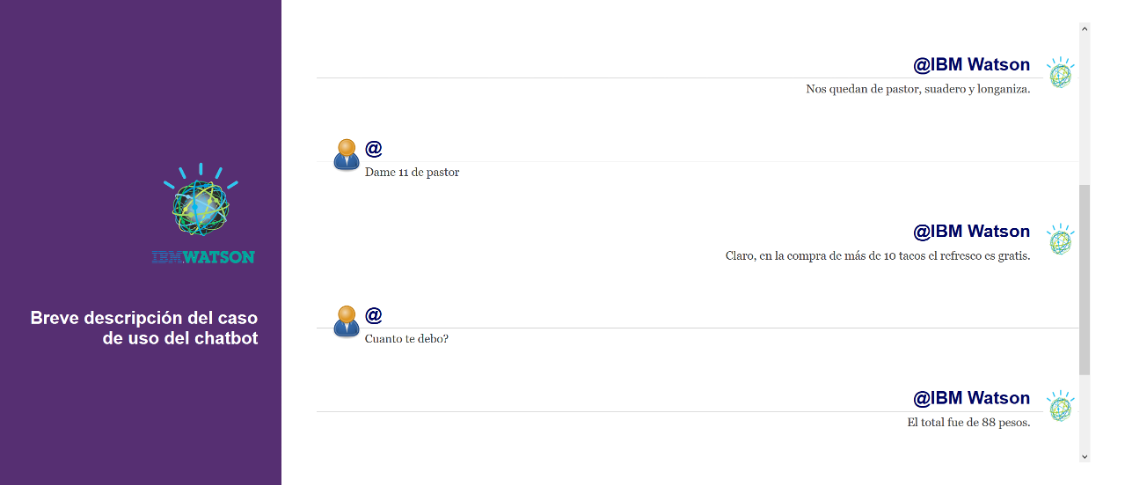 IBM WATSON
Breve descripción del caso
de uso del chatbot
@IBM Watson
Nos quedan de pastor, suadero y longaniza.
@
Dame 11 de pastor
@IBM Watson
Claro, en la compra de más de 10 tacos el refresco es gratis.
@
Cuanto te debo?
@IBM Watson
El total fue de 88 pesos.